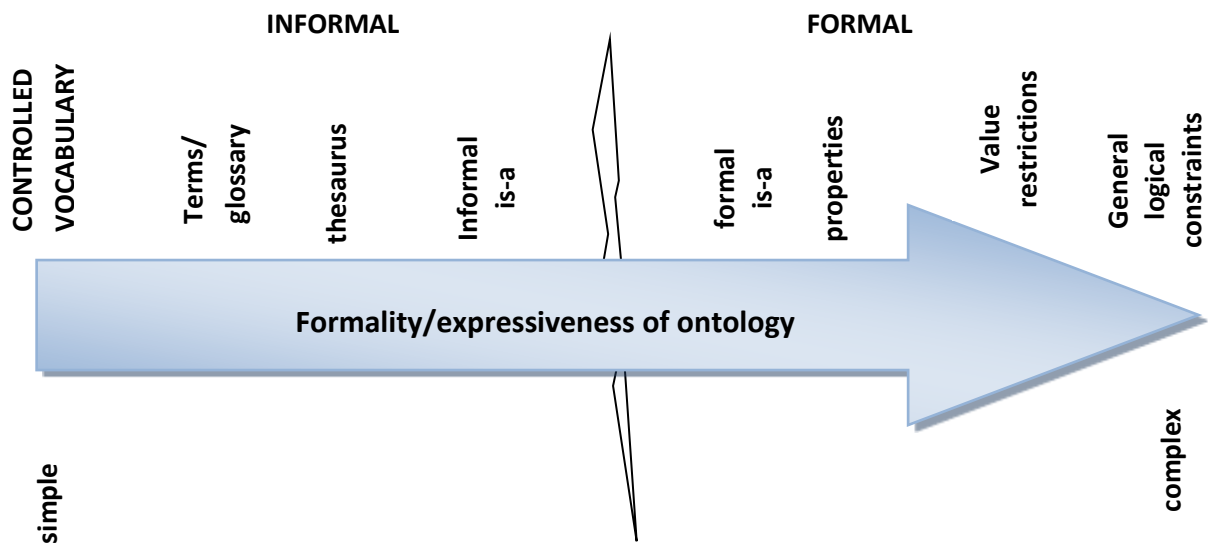 INFORMAL
FORMAL
CONTROLLED
VOCABULARY
Terms/
glossary
thesaurus
Informal
is-a
formal
is-a
properties
Value
restrictions
General
logical
constraints
Formality/expressiveness of ontology
simple
complex